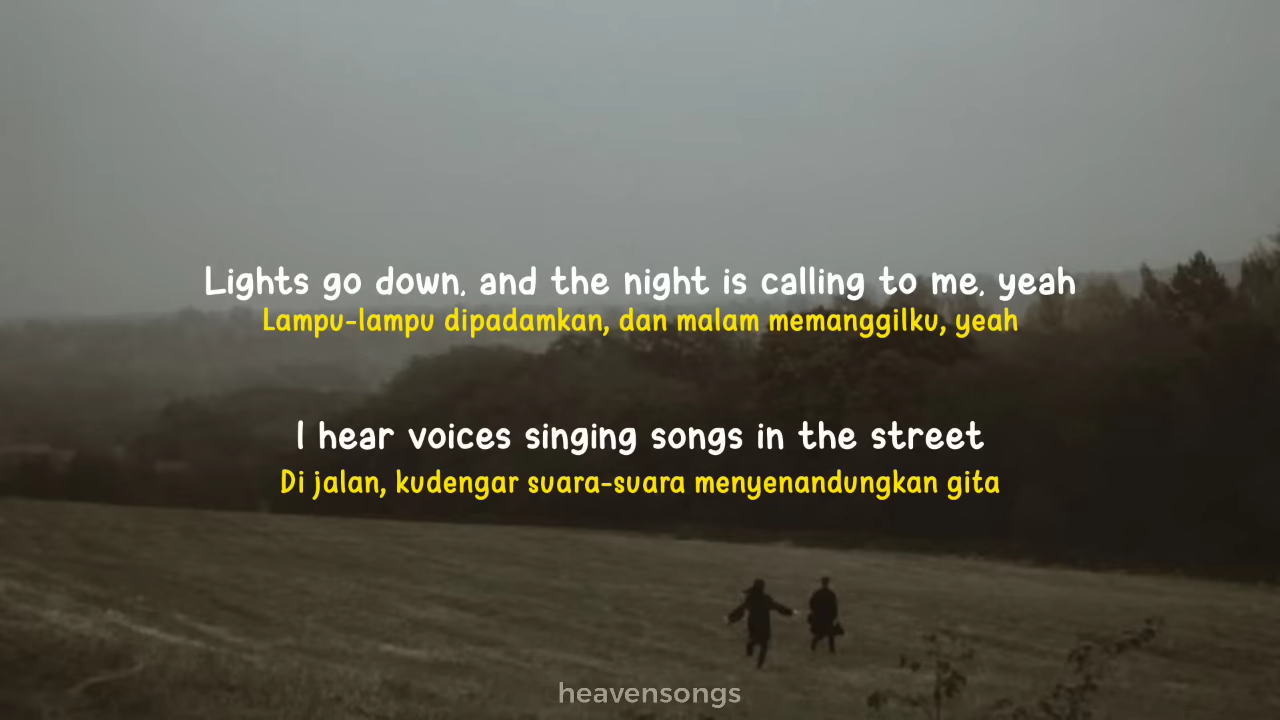 Lights go down, and the night is calling to me, yeah
Lampu-lampu dipadamkan, dan malam memanggilku, yeah
I hear voices singing songs in the street
Di jalan, kudengar suara-suara menyenandungkan gita
heavensongs